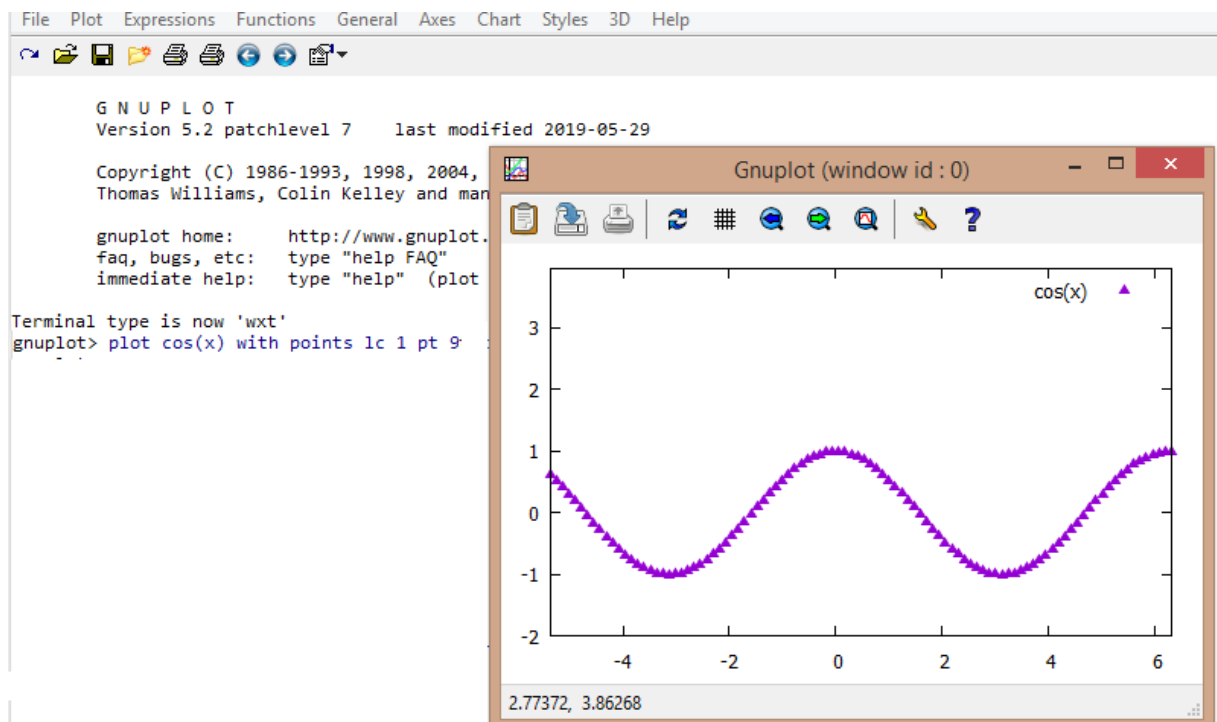 File Plot Expressions Functions General Axes Chart Styles 3D Help
G N U P L O T
Version 5.2 patchlevel 7 last modified 2019-05-29
Copyright (C) 1986-1993, 1998, 2004,
Thomas Williams, Colin Kelley and man
gnuplot home: http://www.gnuplot.
faq, bugs, etc: type "help FAQ"
immediate help: type "help" (plot
Terminal type is now 'wxt'
gnuplot> plot cos(x) with points lc 1 pt 9
Gnuplot (window id : 0)
cos(x)
3
2
1
0
-1
-2
-4 -2 0 2 4 6
2.77372, 3.86268